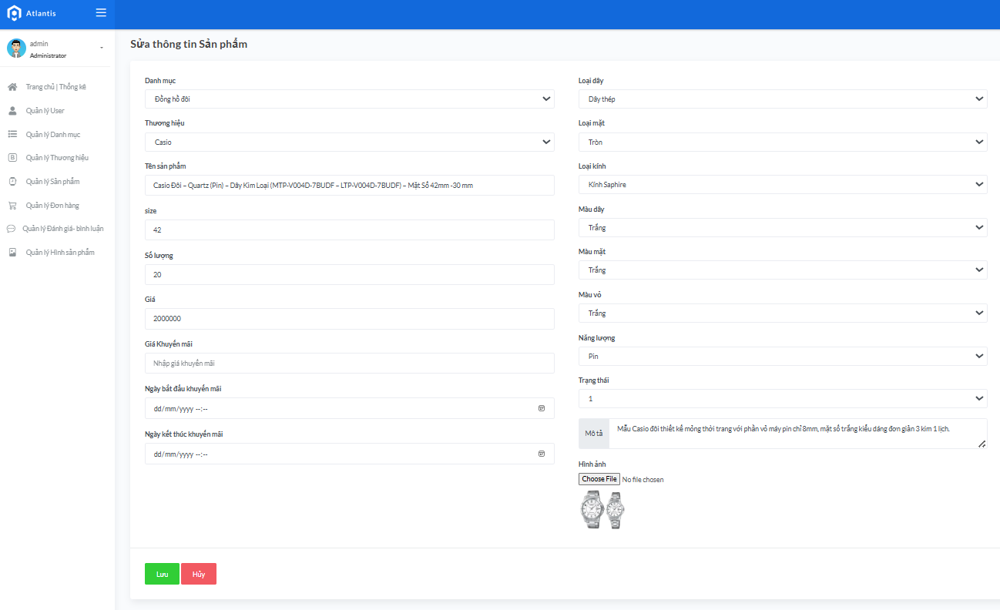 Atlantis
admin
Administrator
Trang chủ | Thống kê
Quản lý User
Quản lý Danh mục
Quản lý Thương hiệu
Quản lý Sản phẩm
Quản lý Đơn hàng
Quản lý Đánh giá- bình luận
Quản lý Hình sản phẩm
Sửa thông tin Sản phẩm
Danh mục
Đồng hồ đôi
Thương hiệu
Casio
Tên sản phẩm
Casio Đôi – Quartz (Pin) – Dây Kim Loại (MTP-V004D-7BUDF – LTP-V004D-7BUDF) – Mặt Số 42mm -30 mm
size
42
Số lượng
20
Giá
2000000
Giá Khuyến mãi
Nhập giá khuyến mãi
Ngày bắt đầu khuyến mãi
dd/mm/yyyy --:--
Ngày kết thúc khuyến mãi
dd/mm/yyyy --:--
Loại dây
Dây thép
Loại mặt
Tròn
Loại kính
Kính Saphire
Màu dây
Trắng
Màu mặt
Trắng
Màu vỏ
Trắng
Năng lượng
Pin
Trạng thái
1
Mô tả
Mẫu Casio đôi thiết kế mỏng thời trang với phần vỏ máy pin chỉ 8mm, mặt số trắng kiểu dáng đơn giản 3 kim 1 lịch.
Hình ảnh
Choose File No file chosen
Lưu
Hủy